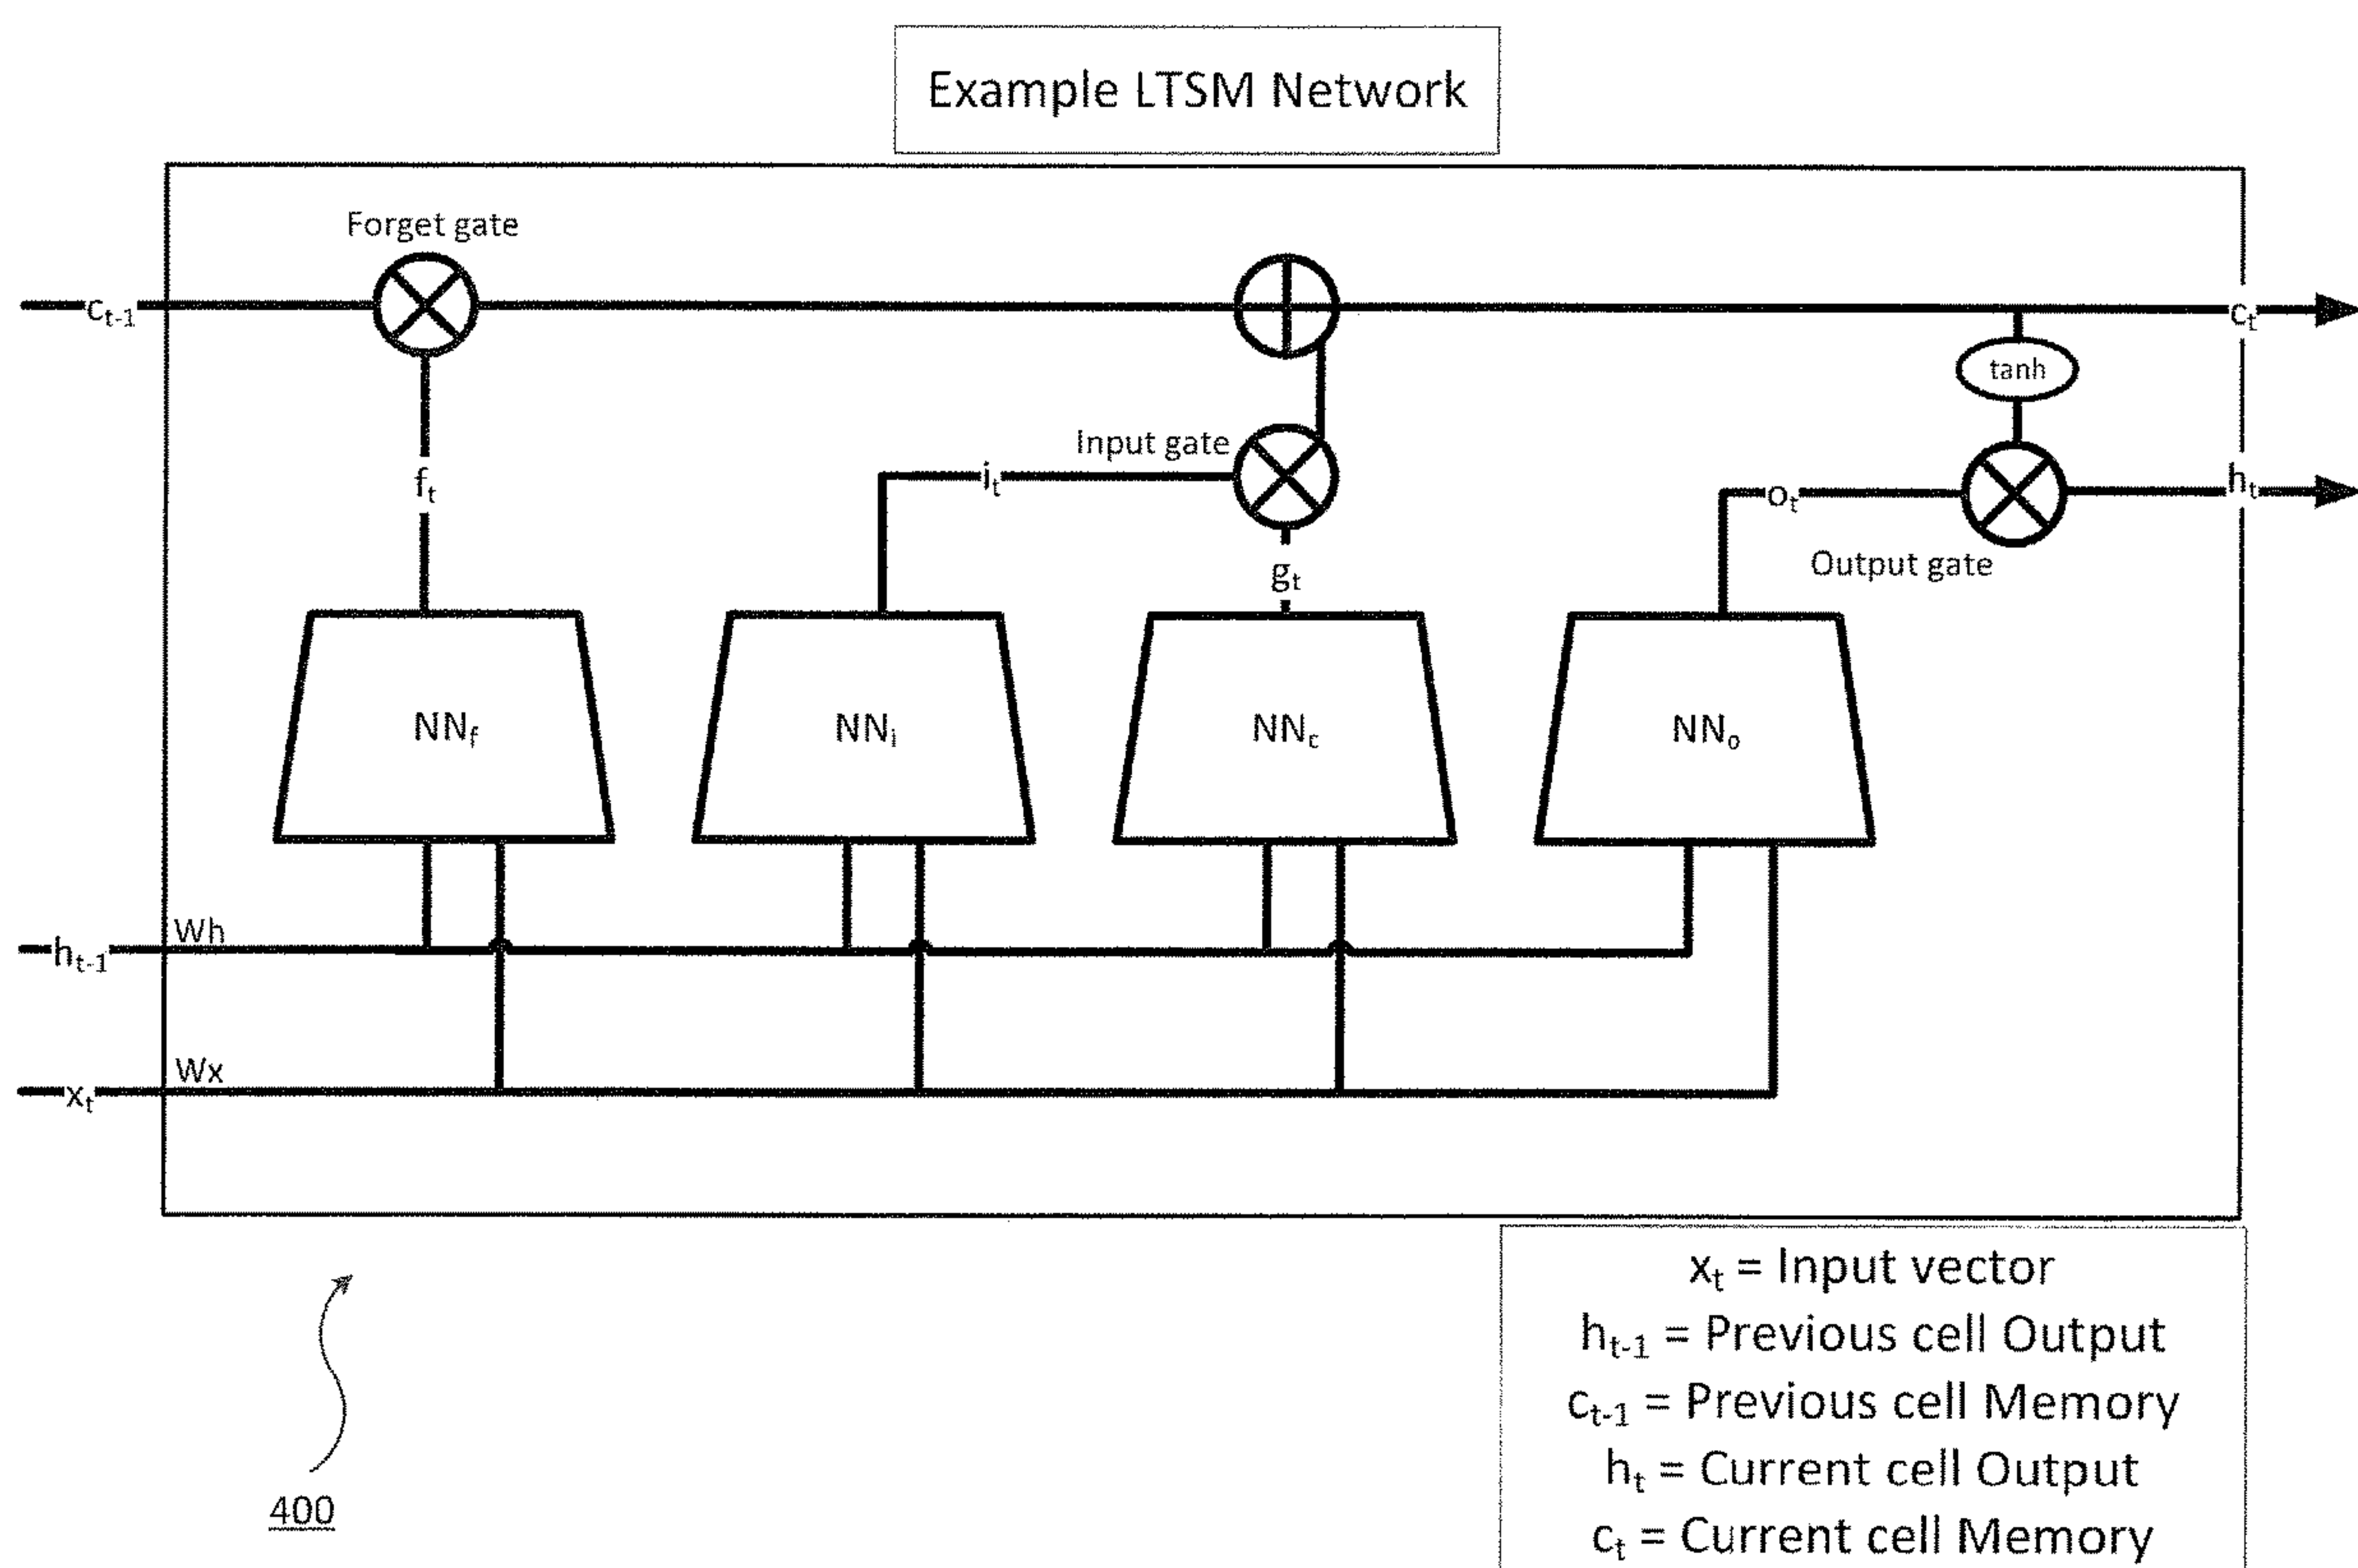 Example LTSM Network
Forget gate
cₜ₋₁
cₜ
tanh
Input gate
fₜ
iₜ
oₜ
hₜ
gₜ
Output gate
NN_f
NNᵢ
NN_c
NNₒ
Wh
hₜ₋₁
Wx
xₜ
xₜ = Input vector
hₜ₋₁ = Previous cell Output
cₜ₋₁ = Previous cell Memory
hₜ = Current cell Output
cₜ = Current cell Memory
400